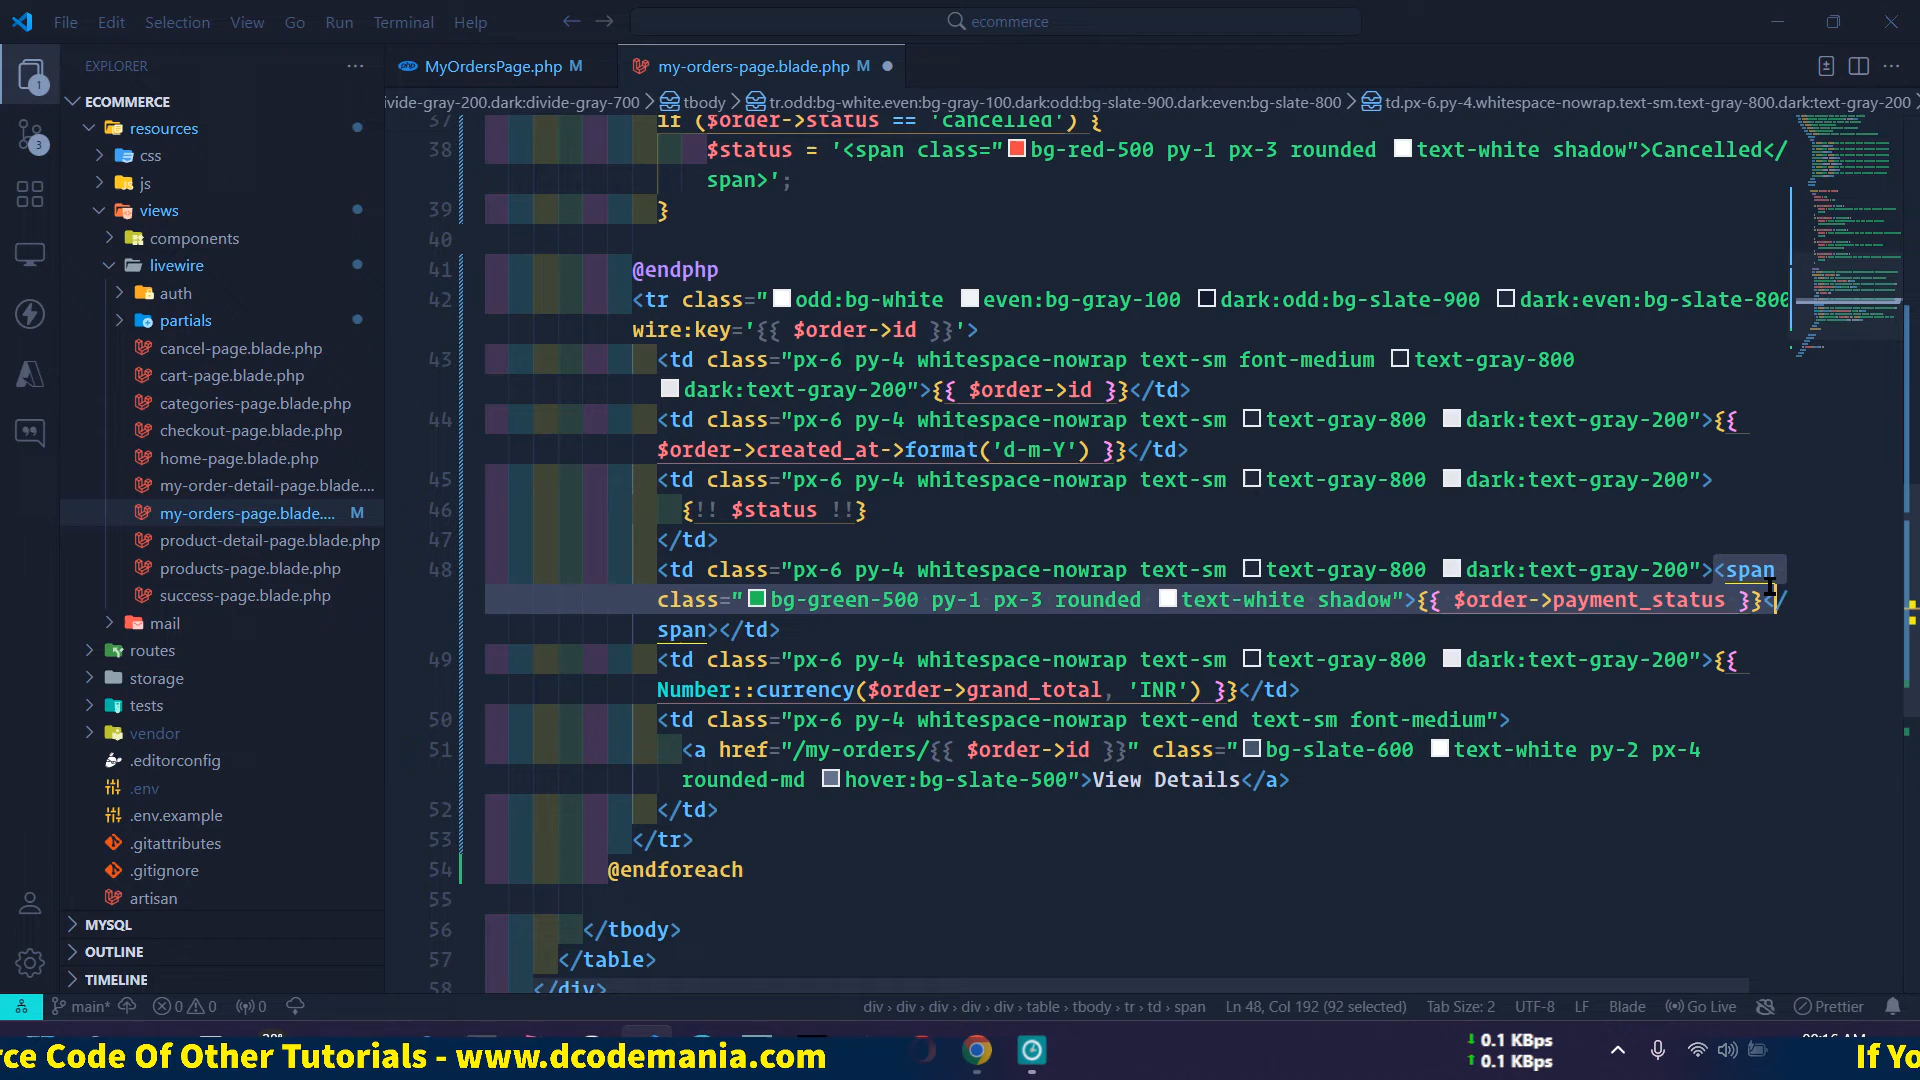 File Edit Selection View Go Run Terminal Help
ecommerce
EXPLORER
ECOMMERCE
resources
css
js
views
components
livewire
auth
partials
cancel-page.blade.php
cart-page.blade.php
categories-page.blade.php
checkout-page.blade.php
home-page.blade.php
my-order-detail-page.blade....
my-orders-page.blade.... M
product-detail-page.blade.php
products-page.blade.php
success-page.blade.php
mail
routes
storage
tests
vendor
.editorconfig
.env
.env.example
.gitattributes
.gitignore
artisan
MYSQL
OUTLINE
TIMELINE
MyOrdersPage.php M
my-orders-page.blade.php M
ivide-gray-200.dark:divide-gray-700 > tbody > tr.odd:bg-white.even:bg-gray-100.dark:odd:bg-slate-900.dark:even:bg-slate-800 > td.px-6.py-4.whitespace-nowrap.text-sm.text-gray-800.dark:text-gray-200 >
37 if ($order->status == 'cancelled') {
38 $status = '<span class="bg-red-500 py-1 px-3 rounded text-white shadow">Cancelled</
span>';
39 }
40
41 @endphp
42 <tr class="odd:bg-white even:bg-gray-100 dark:odd:bg-slate-900 dark:even:bg-slate-800
wire:key='{{ $order->id }}'>
43 <td class="px-6 py-4 whitespace-nowrap text-sm font-medium text-gray-800
dark:text-gray-200">{{ $order->id }}</td>
44 <td class="px-6 py-4 whitespace-nowrap text-sm text-gray-800 dark:text-gray-200">{{
$order->created_at->format('d-m-Y') }}</td>
45 <td class="px-6 py-4 whitespace-nowrap text-sm text-gray-800 dark:text-gray-200">
46 {!! $status !!}
47 </td>
48 <td class="px-6 py-4 whitespace-nowrap text-sm text-gray-800 dark:text-gray-200"><span
class="bg-green-500 py-1 px-3 rounded text-white shadow">{{ $order->payment_status }}</
span></td>
49 <td class="px-6 py-4 whitespace-nowrap text-sm text-gray-800 dark:text-gray-200">{{
Number::currency($order->grand_total, 'INR') }}</td>
50 <td class="px-6 py-4 whitespace-nowrap text-end text-sm font-medium">
51 <a href="/my-orders/{{ $order->id }}" class="bg-slate-600 text-white py-2 px-4
rounded-md hover:bg-slate-500">View Details</a>
52 </td>
53 </tr>
54 @endforeach
55
56 </tbody>
57 </table>
58 </div>
main* 0 0 0 div > div > div > div > div > table > tbody > tr > td > span Ln 48, Col 192 (92 selected) Tab Size: 2 UTF-8 LF Blade Go Live Prettier
rce Code Of Other Tutorials - www.dcodemania.com
0.1 KBps
0.1 KBps
If Yo